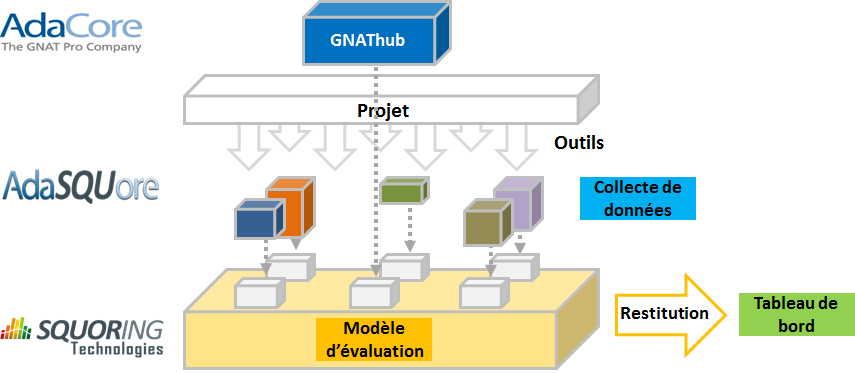 AdaCore
The GNAT Pro Company
GNAThub
Projet
Outils
AdaSQUore
Collecte de
données
SQUORING
Technologies
Modèle
d’évaluation
Restitution
Tableau de
bord